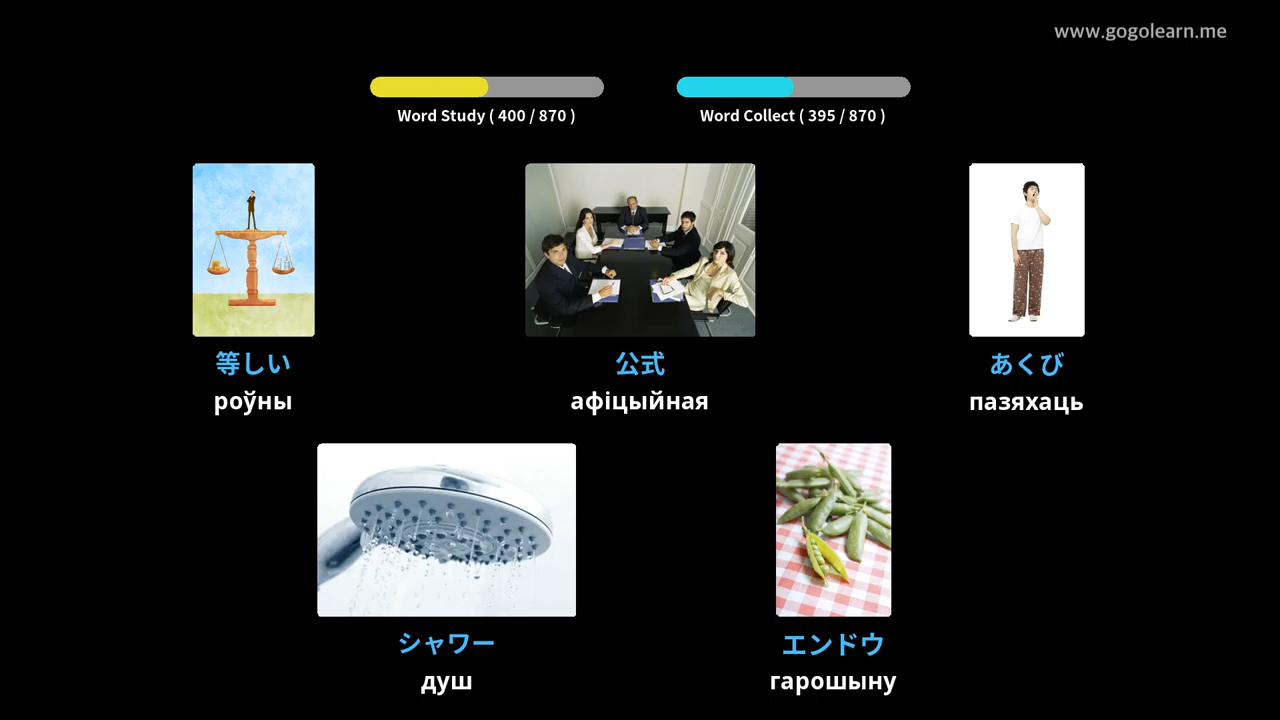 www.gogolearn.me
Word Study ( 400 / 870 )
Word Collect ( 395 / 870 )
等しい
роўны
公式
афіцыйная
あくび
пазяхаць
シャワー
душ
エンドウ
гарошыну